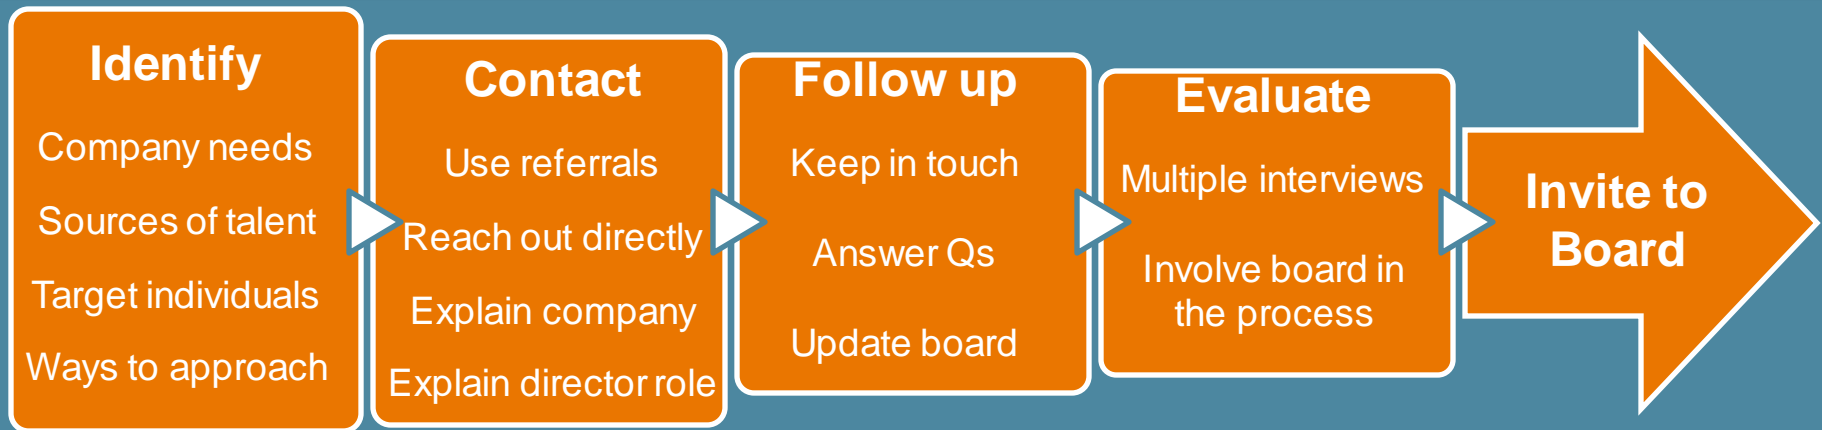 Identify
Company needs
Sources of talent
Target individuals
Ways to approach
Contact
Use referrals
Reach out directly
Explain company
Explain director role
Follow up
Keep in touch
Answer Qs
Update board
Evaluate
Multiple interviews
Involve board in
the process
Invite to
Board